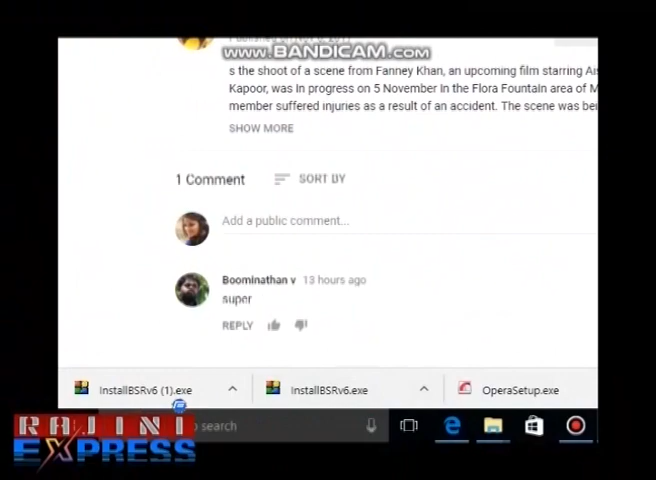 www.BANDICAM.com
s the shoot of a scene from Fanney Khan, an upcoming film starring Ais
Kapoor, was In progress on 5 November In the Flora Fountain area of M
member suffered injuries as a result of an accident. The scene was bei
SHOW MORE
1 Comment SORT BY
Add a public comment...
Boominathan v 13 hours ago
super
REPLY
InstallBSRv6 (1).exe InstallBSRv6.exe OperaSetup.exe
search
RAJINI
EXPRESS